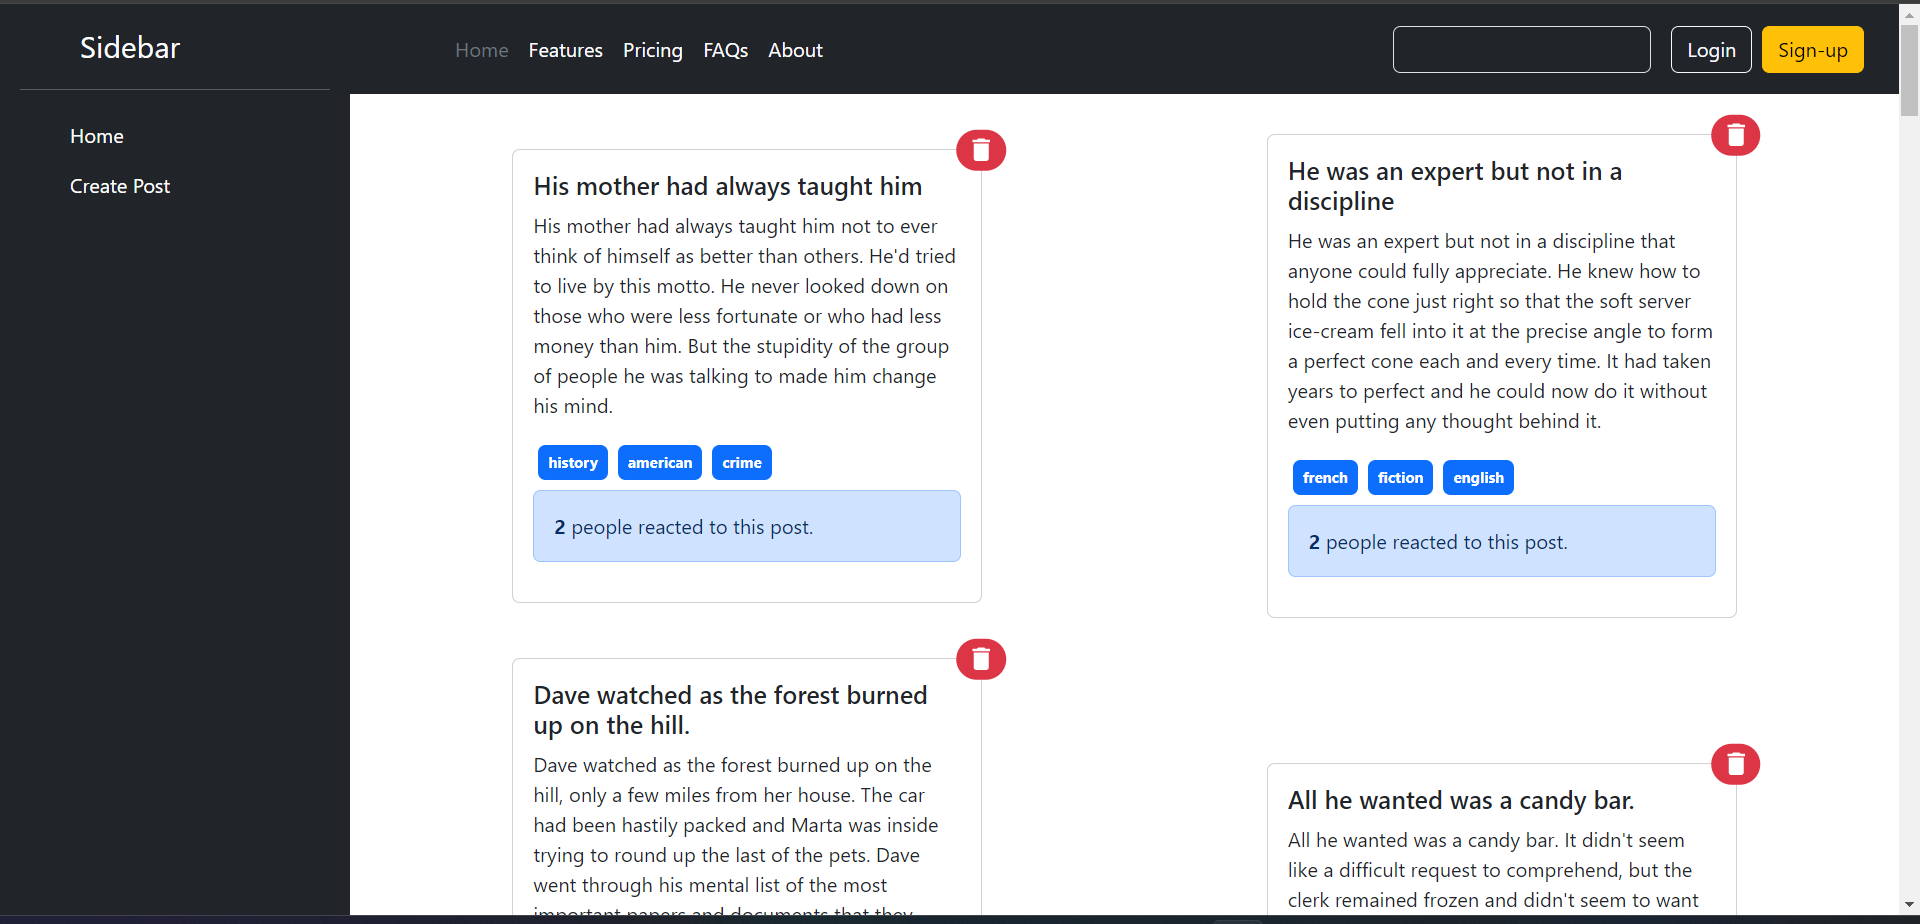 Sidebar
Home Features Pricing FAQs About
Login Sign-up
Home
Create Post
His mother had always taught him
His mother had always taught him not to ever
think of himself as better than others. He'd tried
to live by this motto. He never looked down on
those who were less fortunate or who had less
money than him. But the stupidity of the group
of people he was talking to made him change
his mind.
history american crime
2 people reacted to this post.
He was an expert but not in a
discipline
He was an expert but not in a discipline that
anyone could fully appreciate. He knew how to
hold the cone just right so that the soft server
ice-cream fell into it at the precise angle to form
a perfect cone each and every time. It had taken
years to perfect and he could now do it without
even putting any thought behind it.
french fiction english
2 people reacted to this post.
Dave watched as the forest burned
up on the hill.
Dave watched as the forest burned up on the
hill, only a few miles from her house. The car
had been hastily packed and Marta was inside
trying to round up the last of the pets. Dave
went through his mental list of the most
important papers and documents that they
All he wanted was a candy bar.
All he wanted was a candy bar. It didn't seem
like a difficult request to comprehend, but the
clerk remained frozen and didn't seem to want